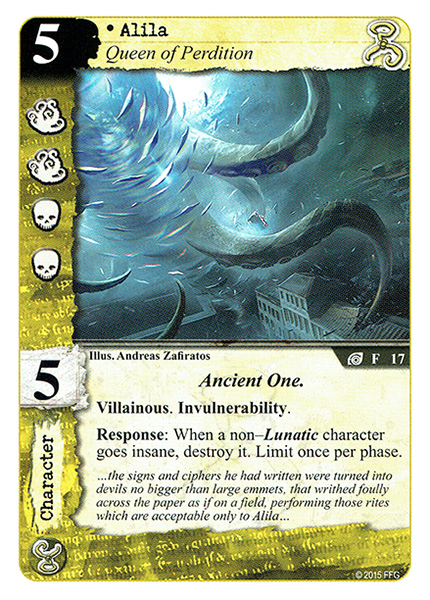 5
• Alila
Queen of Perdition
Illus. Andreas Zafiratos
F 17
5
Ancient One.
Villainous. Invulnerability.
Response: When a non–Lunatic character
goes insane, destroy it. Limit once per phase.
...the signs and ciphers he had written were turned into
devils no bigger than large emmets, that writhed foully
across the paper as if on a field, performing those rites
which are acceptable only to Alila...
Character
© 2015 FFG